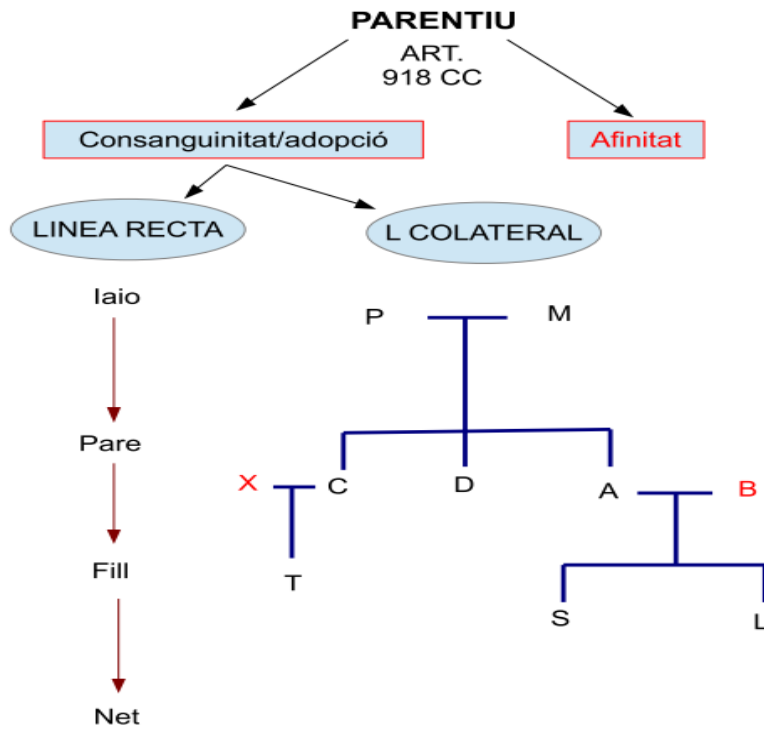 PARENTIU
ART.
918 CC
Consanguinitat/adopció
Afinitat
LINEA RECTA
L COLATERAL
Iaio
Pare
Fill
Net
P
M
X
C
D
A
B
T
S
L